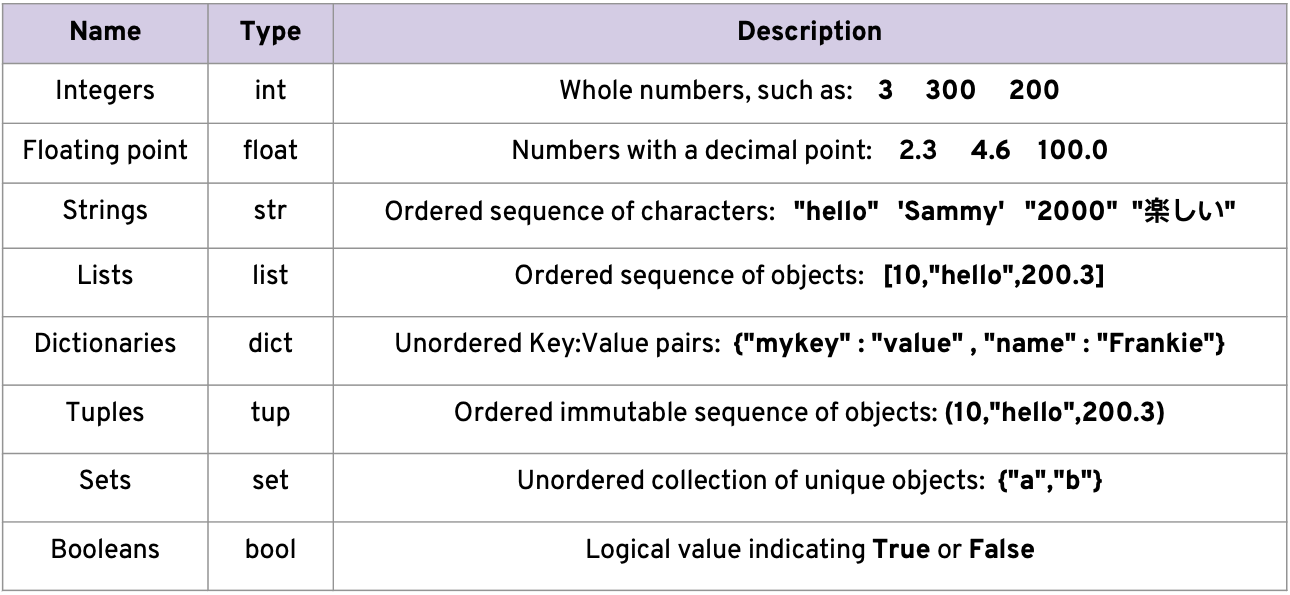 Name Type Description
Integers int Whole numbers, such as: 3 300 200
Floating point float Numbers with a decimal point: 2.3 4.6 100.0
Strings str Ordered sequence of characters: "hello" 'Sammy' "2000" "楽しい"
Lists list Ordered sequence of objects: [10,"hello",200.3]
Dictionaries dict Unordered Key:Value pairs: {"mykey" : "value" , "name" : "Frankie"}
Tuples tup Ordered immutable sequence of objects: (10,"hello",200.3)
Sets set Unordered collection of unique objects: {"a","b"}
Booleans bool Logical value indicating True or False